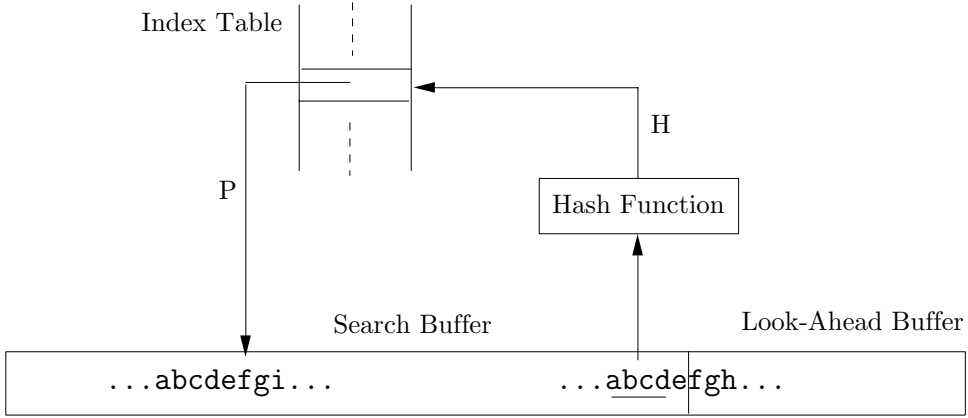 Index Table
H
P
Hash Function
Search Buffer
Look-Ahead Buffer
...abcdefgi... ...abcdefgh...